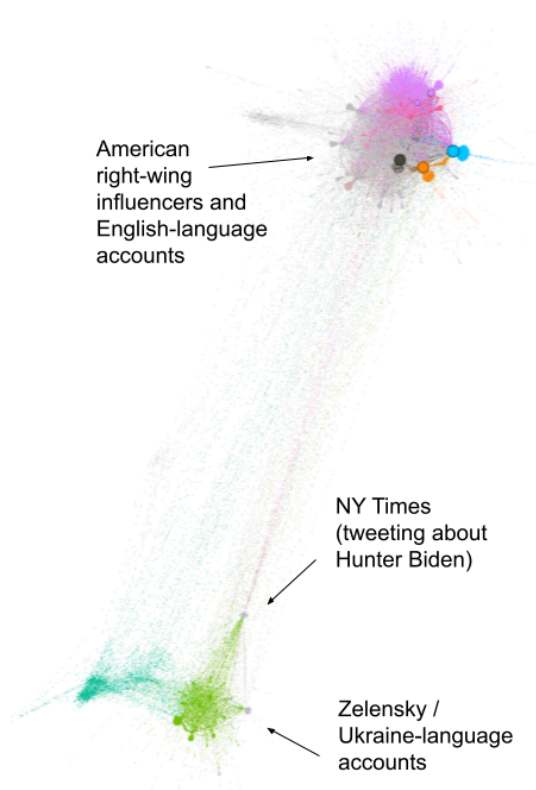 American
right-wing
influencers and
English-language
accounts
NY Times
(tweeting about
Hunter Biden)
Zelensky /
Ukraine-language
accounts